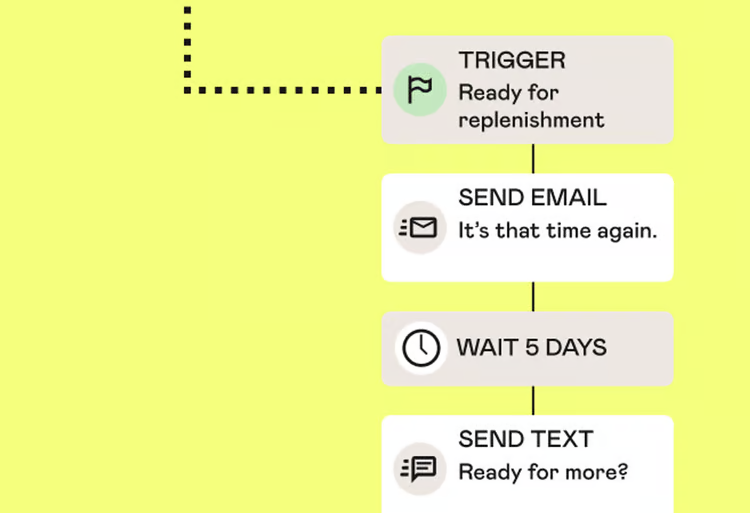 TRIGGER
Ready for
replenishment
SEND EMAIL
It’s that time again.
WAIT 5 DAYS
SEND TEXT
Ready for more?